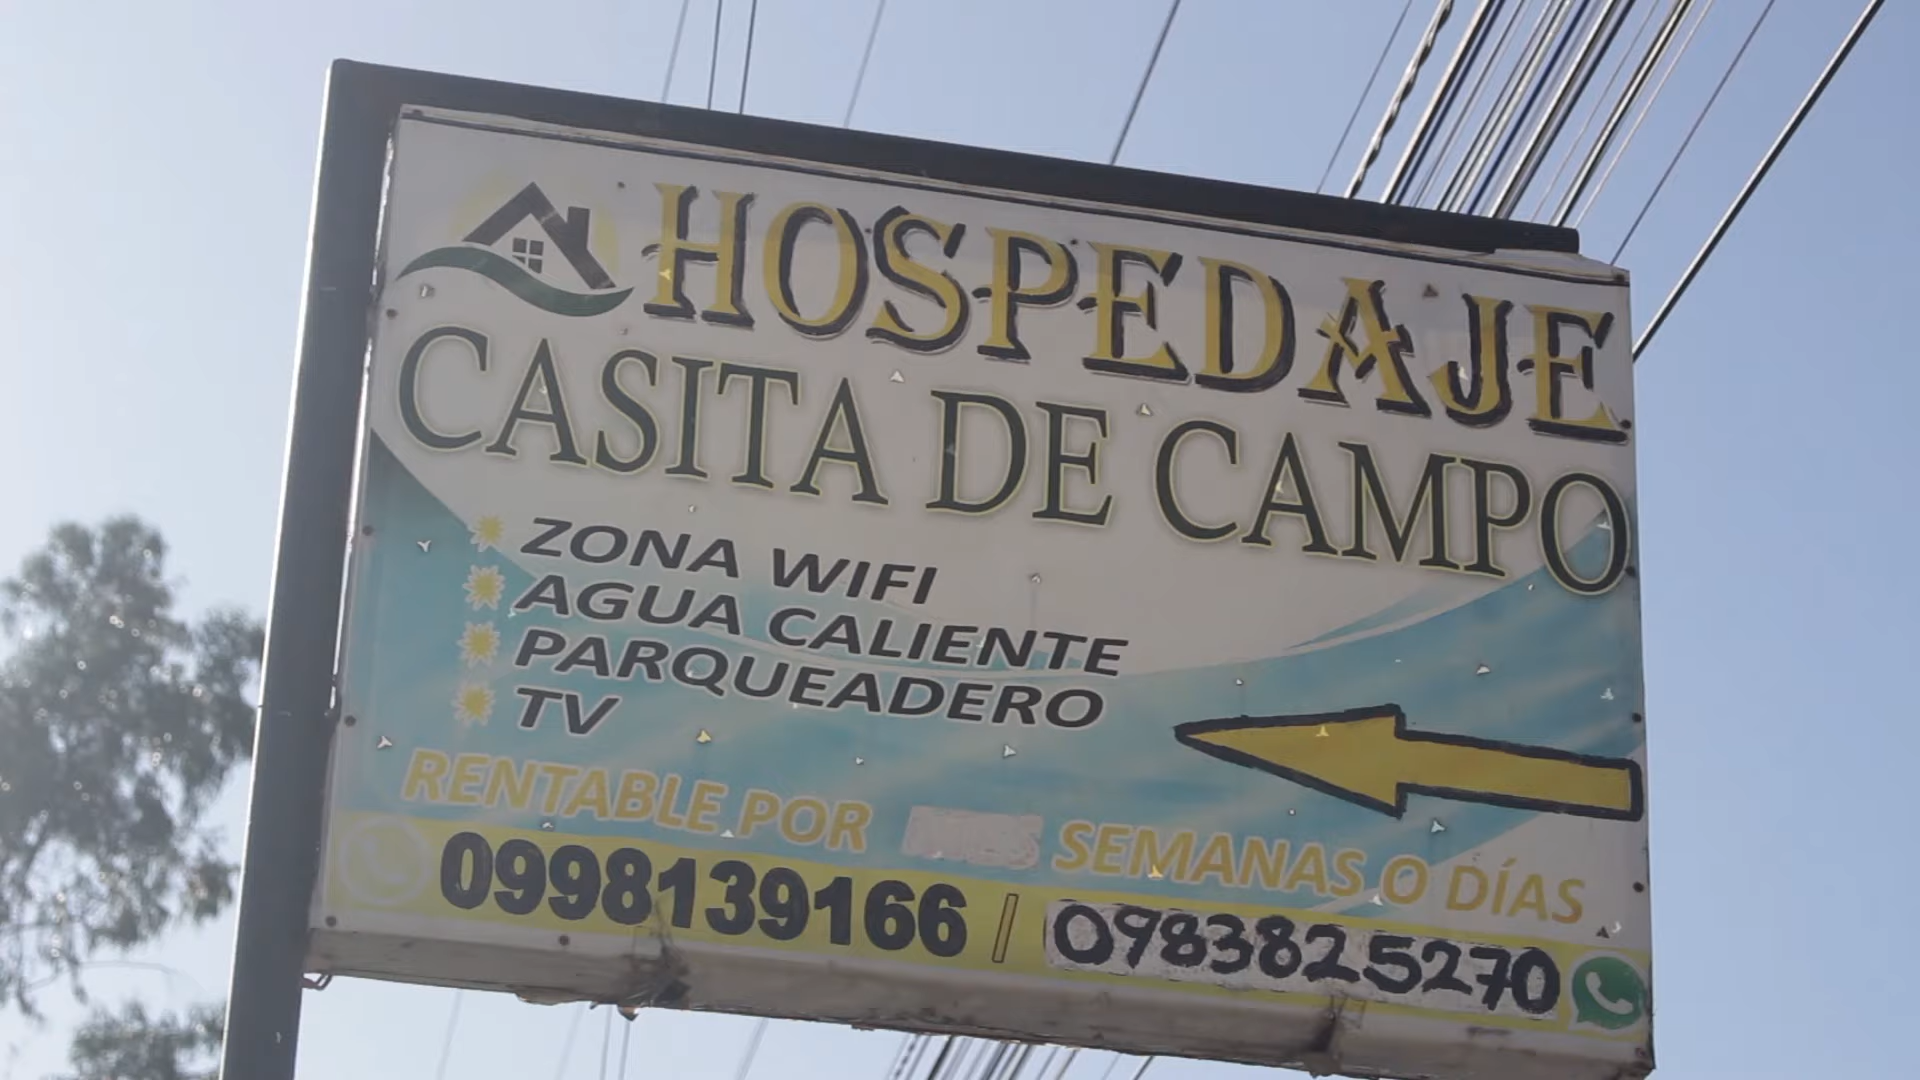 HOSPEDAJE
CASITA DE CAMPO
ZONA WIFI
AGUA CALIENTE
PARQUEADERO
TV
RENTABLE POR SEMANAS O DÍAS
0998139166 / 0983825270